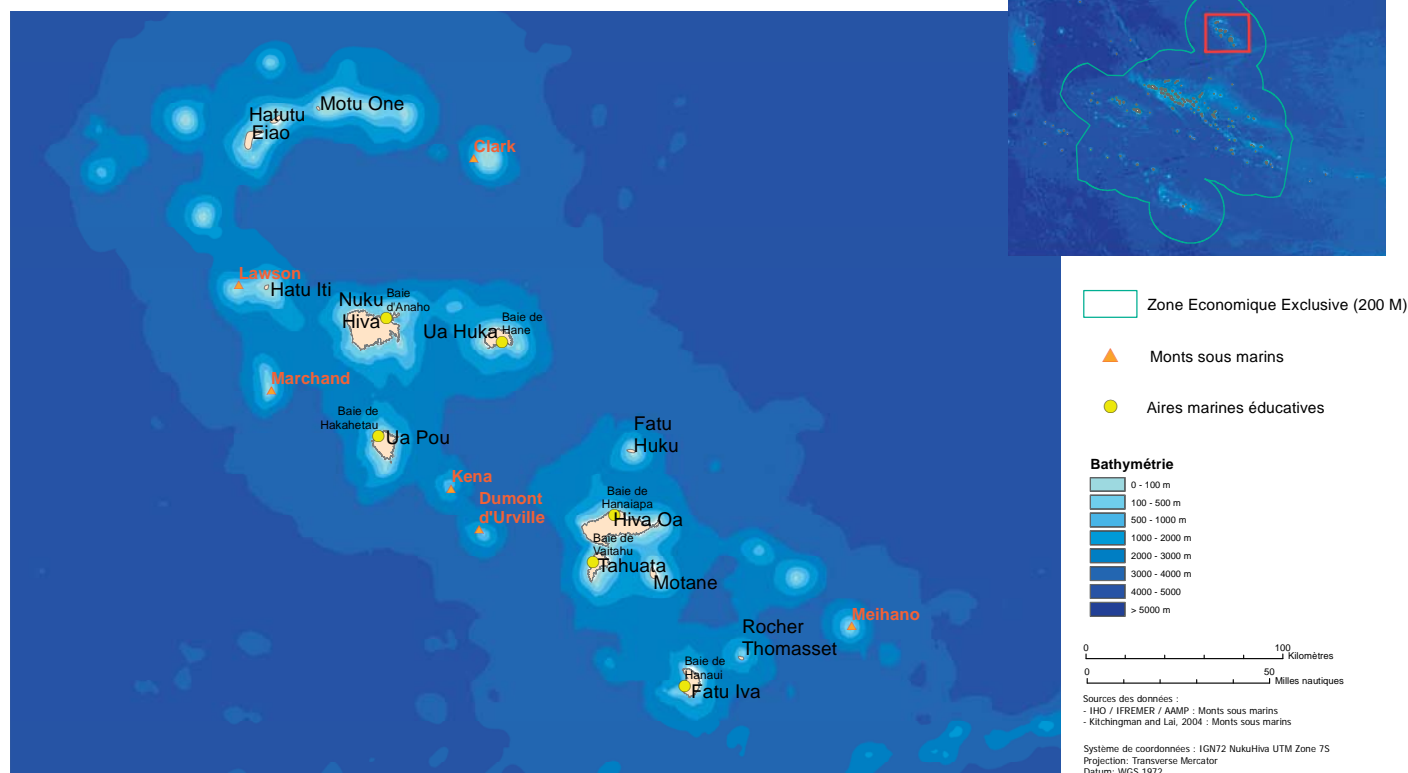 Motu One
Hatutu
Eiao
Clark
Lawson
Hatu Iti
Nuku
Hiva
Baie
d'Anaho
Ua Huka
Baie de
Hane
Marchand
Baie de
Hakahetau
Ua Pou
Fatu
Huku
Kena
Dumont
d'Urville
Baie de
Hanaiapa
Hiva Oa
Baie de
Vaitahu
Tahuata
Motane
Meihano
Rocher
Thomasset
Baie de
Hanaui
Fatu Iva
Zone Economique Exclusive (200 M)
Monts sous marins
Aires marines éducatives
Bathymétrie
0 - 100 m
100 - 500 m
500 - 1000 m
1000 - 2000 m
2000 - 3000 m
3000 - 4000 m
4000 - 5000
> 5000 m
0 100
Kilomètres
0 50
Milles nautiques
Sources des données :
- IHO / IFREMER / AAMP : Monts sous marins
- Kitchingman and Lai, 2004 : Monts sous marins
Système de coordonnées : IGN72 NukuHiva UTM Zone 7S
Projection: Transverse Mercator
Datum: WGS 1972